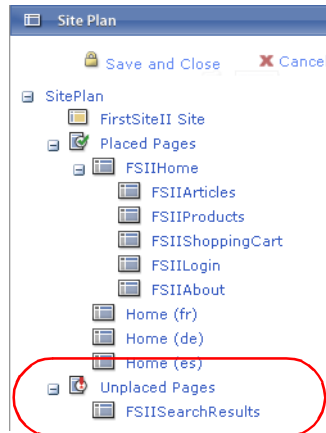 Site Plan
Save and Close Cance
SitePlan
FirstSiteII Site
Placed Pages
FSIIHome
FSIIArticles
FSIIProducts
FSIIShoppingCart
FSIILogin
FSIIAbout
Home (fr)
Home (de)
Home (es)
Unplaced Pages
FSIISearchResults